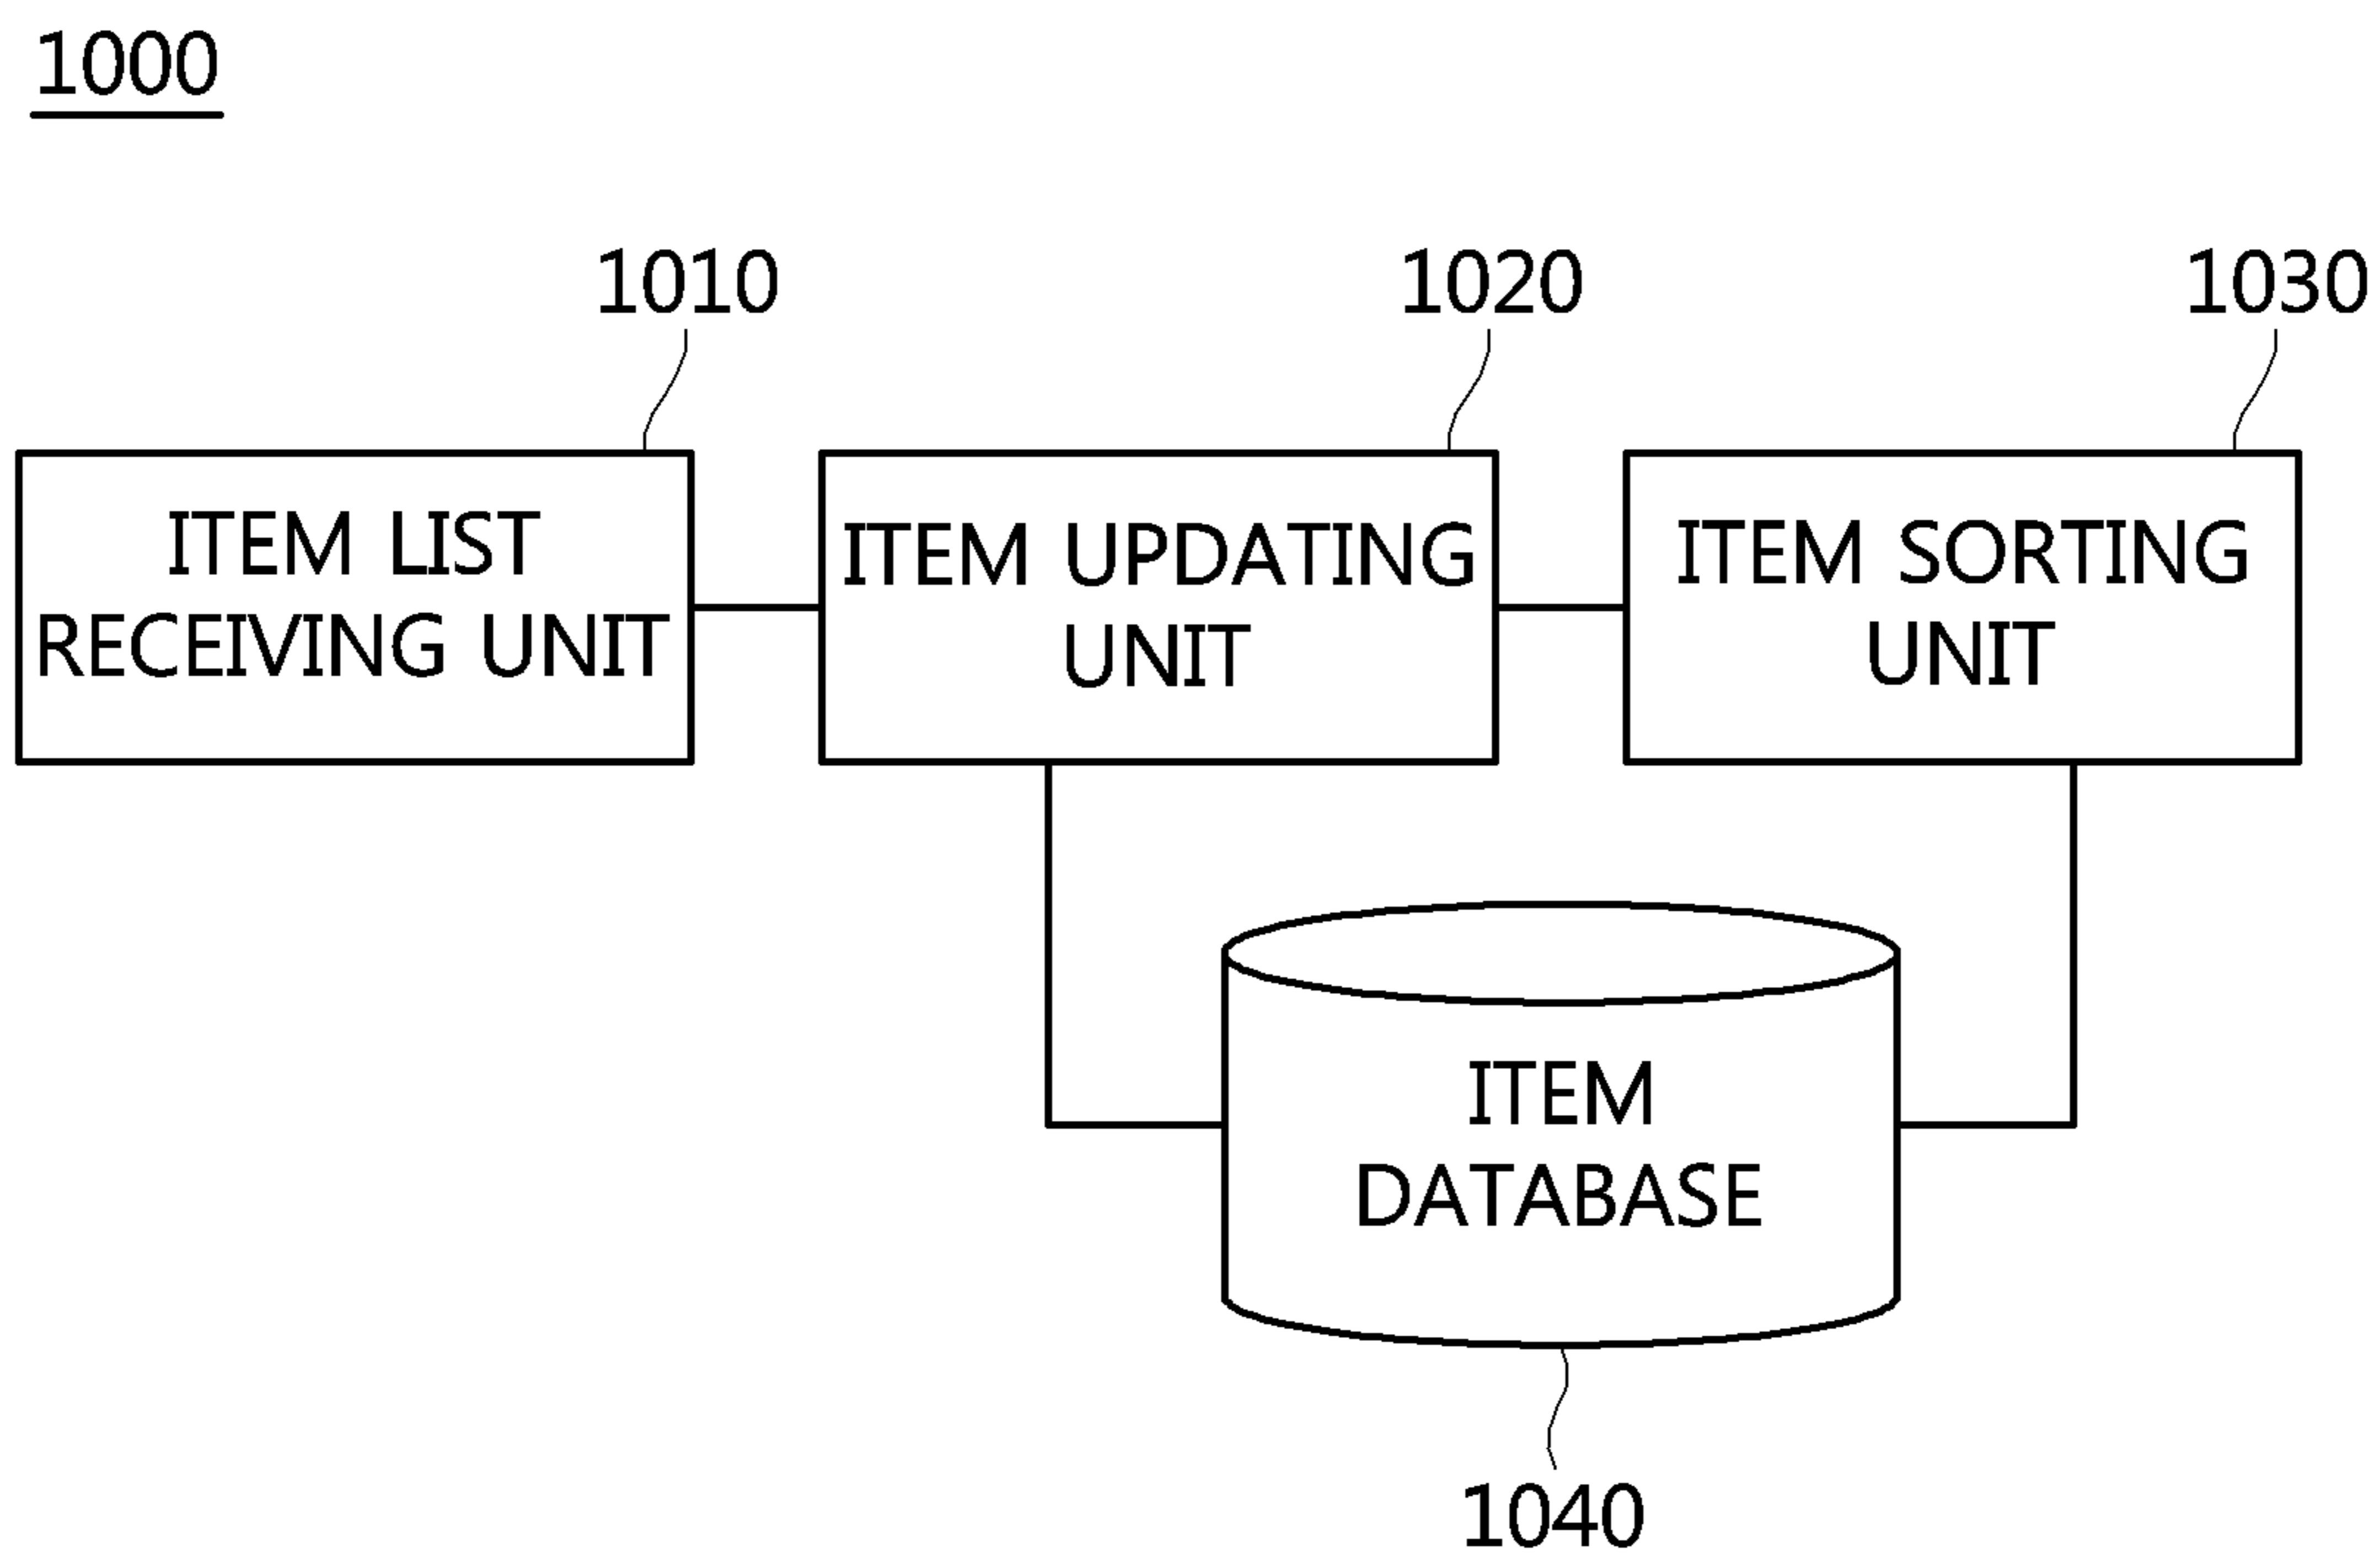 1000
1010
1020
1030
ITEM LIST
RECEIVING UNIT
ITEM UPDATING
UNIT
ITEM SORTING
UNIT
ITEM
DATABASE
1040